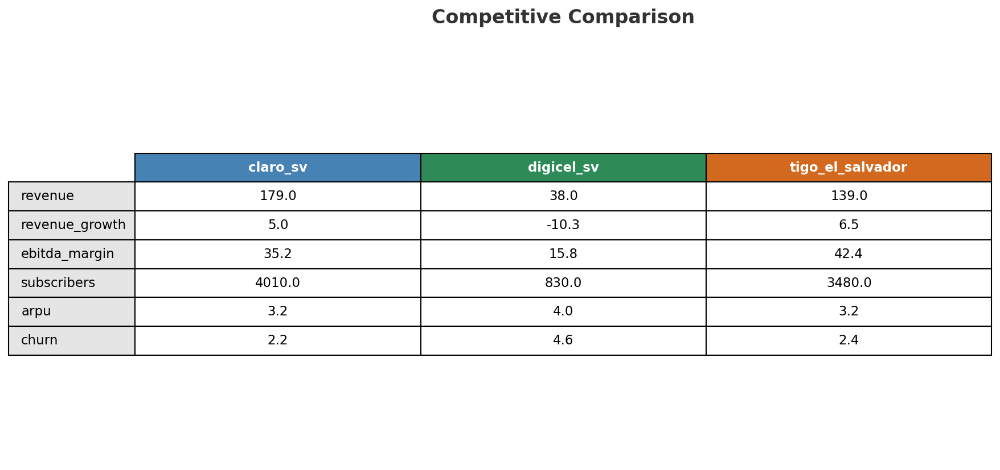 Competitive Comparison
claro_sv digicel_sv tigo_el_salvador
revenue 179.0 38.0 139.0
revenue_growth 5.0 -10.3 6.5
ebitda_margin 35.2 15.8 42.4
subscribers 4010.0 830.0 3480.0
arpu 3.2 4.0 3.2
churn 2.2 4.6 2.4